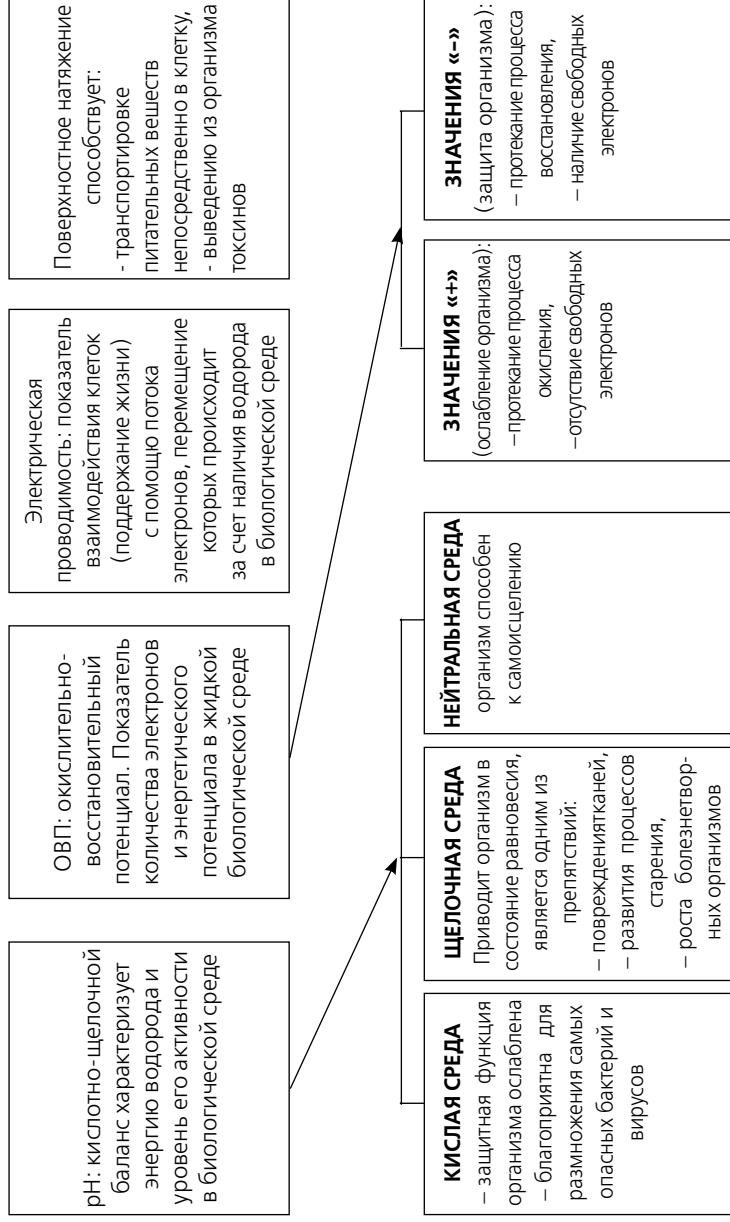 рН: кислотно-щелочной
баланс характеризует
энергию водорода и
уровень его активности
в биологической среде
ОВП: окислительно-
восстановительный
потенциал. Показатель
количества электронов
и энергетического
потенциала в жидкой
биологической среде
Электрическая
проводимость: показатель
взаимодействия клеток
(поддержание жизни)
с помощью потока
электронов, перемещение
которых происходит
за счет наличия водорода
в биологической среде
Поверхностное натяжение
способствует:
- транспортировке
питательных веществ
непосредственно в клетку,
- выведению из организма
токсинов
КИСЛАЯ СРЕДА
– защитная функция
организма ослаблена
– благоприятна для
размножения самых
опасных бактерий и
вирусов
ЩЕЛОЧНАЯ СРЕДА
Приводит организм в
состояние равновесия,
является одним из
препятствий:
– повреждениятканей,
– развития процессов
старения,
– роста болезнетвор-
ных организмов
НЕЙТРАЛЬНАЯ СРЕДА
организм способен
к самоисцелению
ЗНАЧЕНИЯ «+»
(ослабление организма):
–протекание процесса
окисления,
–отсутствие свободных
электронов
ЗНАЧЕНИЯ «–»
(защита организма):
– протекание процесса
восстановления,
– наличие свободных
электронов